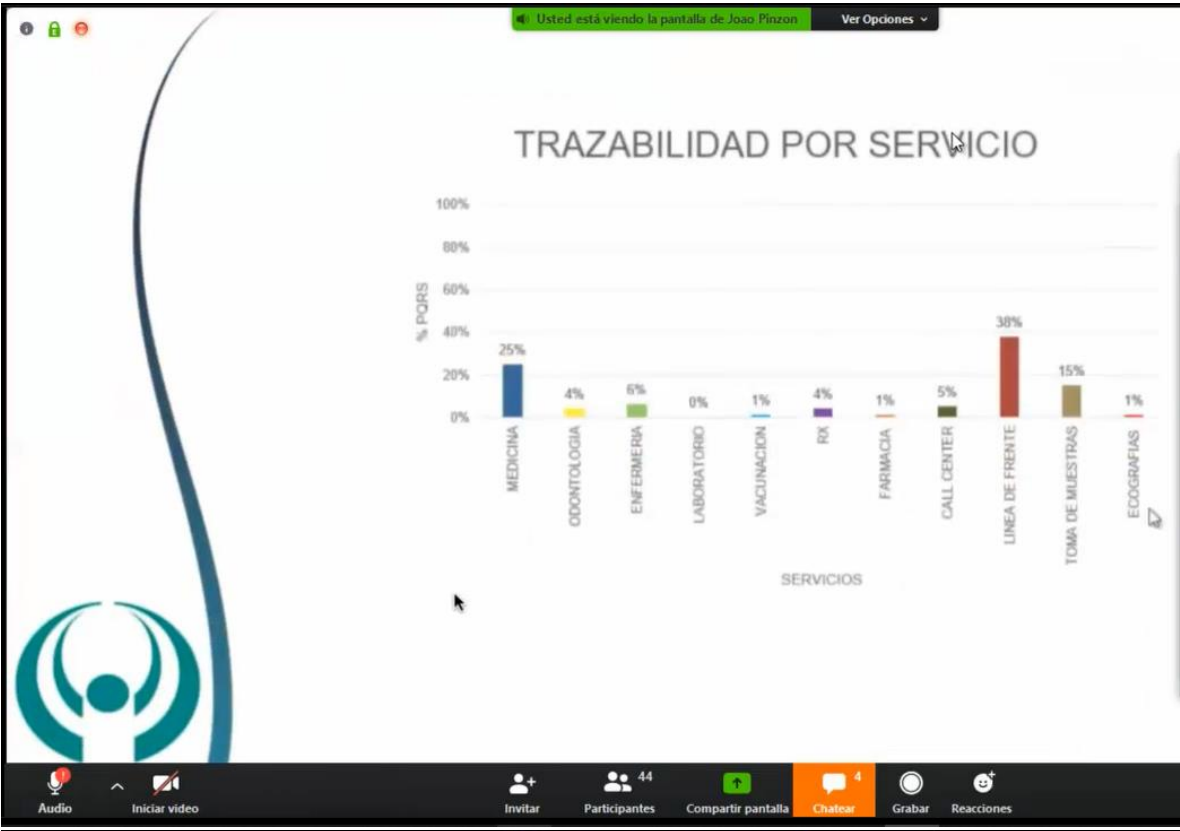 Usted está viendo la pantalla de Joao Pinzon
Ver Opciones
TRAZABILIDAD POR SERVICIO
% PQRS
100%
80%
60%
40%
20%
0%
25%
4%
6%
0%
1%
4%
1%
5%
38%
15%
1%
MEDICINA
ODONTOLOGIA
ENFERMERIA
LABORATORIO
VACUNACION
RX
FARMACIA
CALL CENTER
LINEA DE FRENTE
TOMA DE MUESTRAS
ECOGRAFIAS
SERVICIOS
Audio
Iniciar video
Invitar
44
Participantes
Compartir pantalla
4
Chatear
Grabar
Reacciones